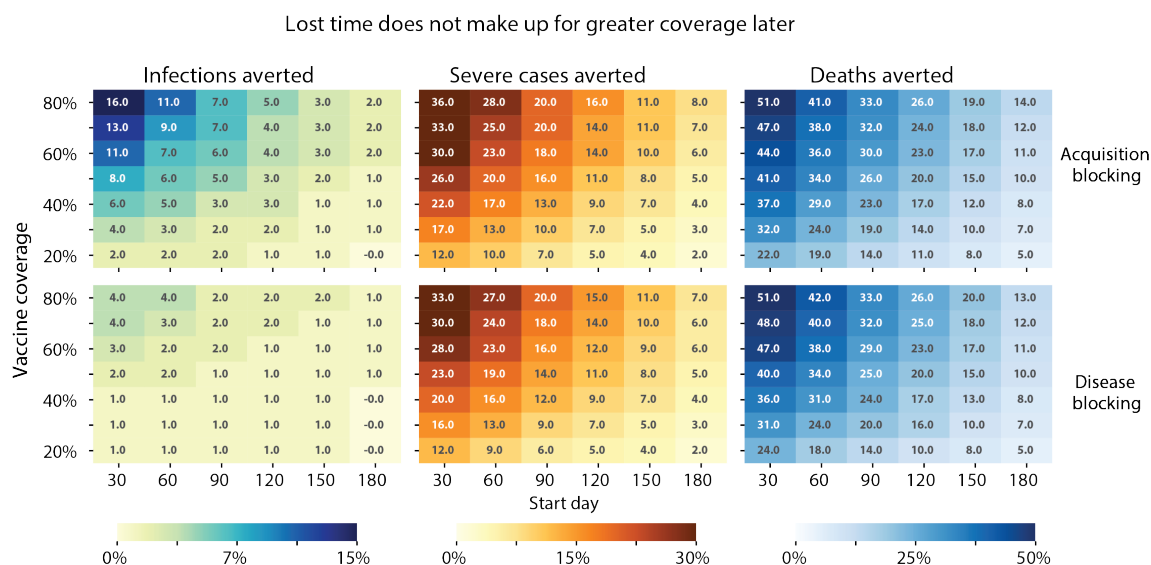 Lost time does not make up for greater coverage later
Infections averted Severe cases averted Deaths averted
80% 16.0 11.0 7.0 5.0 3.0 2.0 36.0 28.0 20.0 16.0 11.0 8.0 51.0 41.0 33.0 26.0 19.0 14.0
13.0 9.0 7.0 4.0 3.0 2.0 33.0 25.0 20.0 14.0 11.0 7.0 47.0 38.0 32.0 24.0 18.0 12.0
60% 11.0 7.0 6.0 4.0 3.0 2.0 30.0 23.0 18.0 14.0 10.0 6.0 44.0 36.0 30.0 23.0 17.0 11.0
8.0 6.0 5.0 3.0 2.0 1.0 26.0 20.0 16.0 11.0 8.0 5.0 41.0 34.0 26.0 20.0 15.0 10.0
40% 6.0 5.0 3.0 3.0 1.0 1.0 22.0 17.0 13.0 9.0 7.0 4.0 37.0 29.0 23.0 17.0 12.0 8.0
4.0 3.0 2.0 2.0 1.0 1.0 17.0 13.0 10.0 7.0 5.0 3.0 32.0 24.0 19.0 14.0 10.0 7.0
20% 2.0 2.0 2.0 1.0 1.0 -0.0 12.0 10.0 7.0 5.0 4.0 2.0 22.0 19.0 14.0 11.0 8.0 5.0
Acquisition
blocking
Vaccine coverage
80% 4.0 4.0 2.0 2.0 2.0 1.0 33.0 27.0 20.0 15.0 11.0 7.0 51.0 42.0 33.0 26.0 20.0 13.0
4.0 3.0 2.0 2.0 1.0 1.0 30.0 24.0 18.0 14.0 10.0 6.0 48.0 40.0 32.0 25.0 18.0 12.0
60% 3.0 2.0 2.0 1.0 1.0 1.0 28.0 23.0 16.0 12.0 9.0 6.0 47.0 38.0 29.0 23.0 17.0 11.0
2.0 2.0 1.0 1.0 1.0 1.0 23.0 19.0 14.0 11.0 8.0 5.0 40.0 34.0 25.0 20.0 15.0 10.0
40% 1.0 1.0 1.0 1.0 1.0 -0.0 20.0 16.0 12.0 9.0 7.0 4.0 36.0 31.0 24.0 17.0 13.0 8.0
1.0 1.0 1.0 1.0 1.0 -0.0 16.0 13.0 9.0 7.0 5.0 3.0 31.0 24.0 20.0 16.0 10.0 7.0
20% 1.0 1.0 1.0 1.0 1.0 -0.0 12.0 9.0 6.0 5.0 4.0 2.0 24.0 18.0 14.0 10.0 8.0 5.0
Disease
blocking
30 60 90 120 150 180 30 60 90 120 150 180 30 60 90 120 150 180
Start day
0% 7% 15% 0% 15% 30% 0% 25% 50%